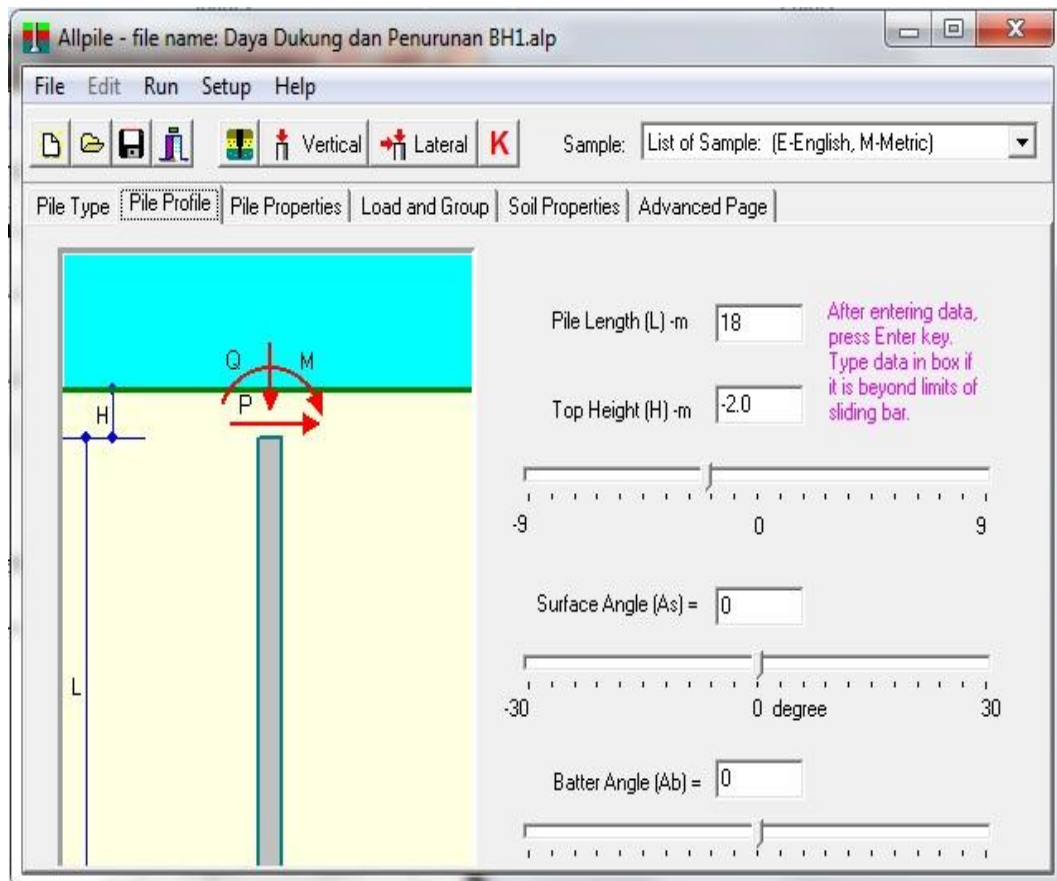 Allpile - file name: Daya Dukung dan Penurunan BH1.alp
File Edit Run Setup Help
Vertical Lateral K Sample: List of Sample: (E-English, M-Metric)
Pile Type Pile Profile Pile Properties Load and Group Soil Properties Advanced Page
Pile Length (L) -m 18
After entering data,
press Enter key.
Type data in box if
it is beyond limits of
sliding bar.
Top Height (H) -m -2.0
-9 0 9
Surface Angle (As) = 0
-30 0 degree 30
Batter Angle (Ab) = 0
Q M
P
H
L